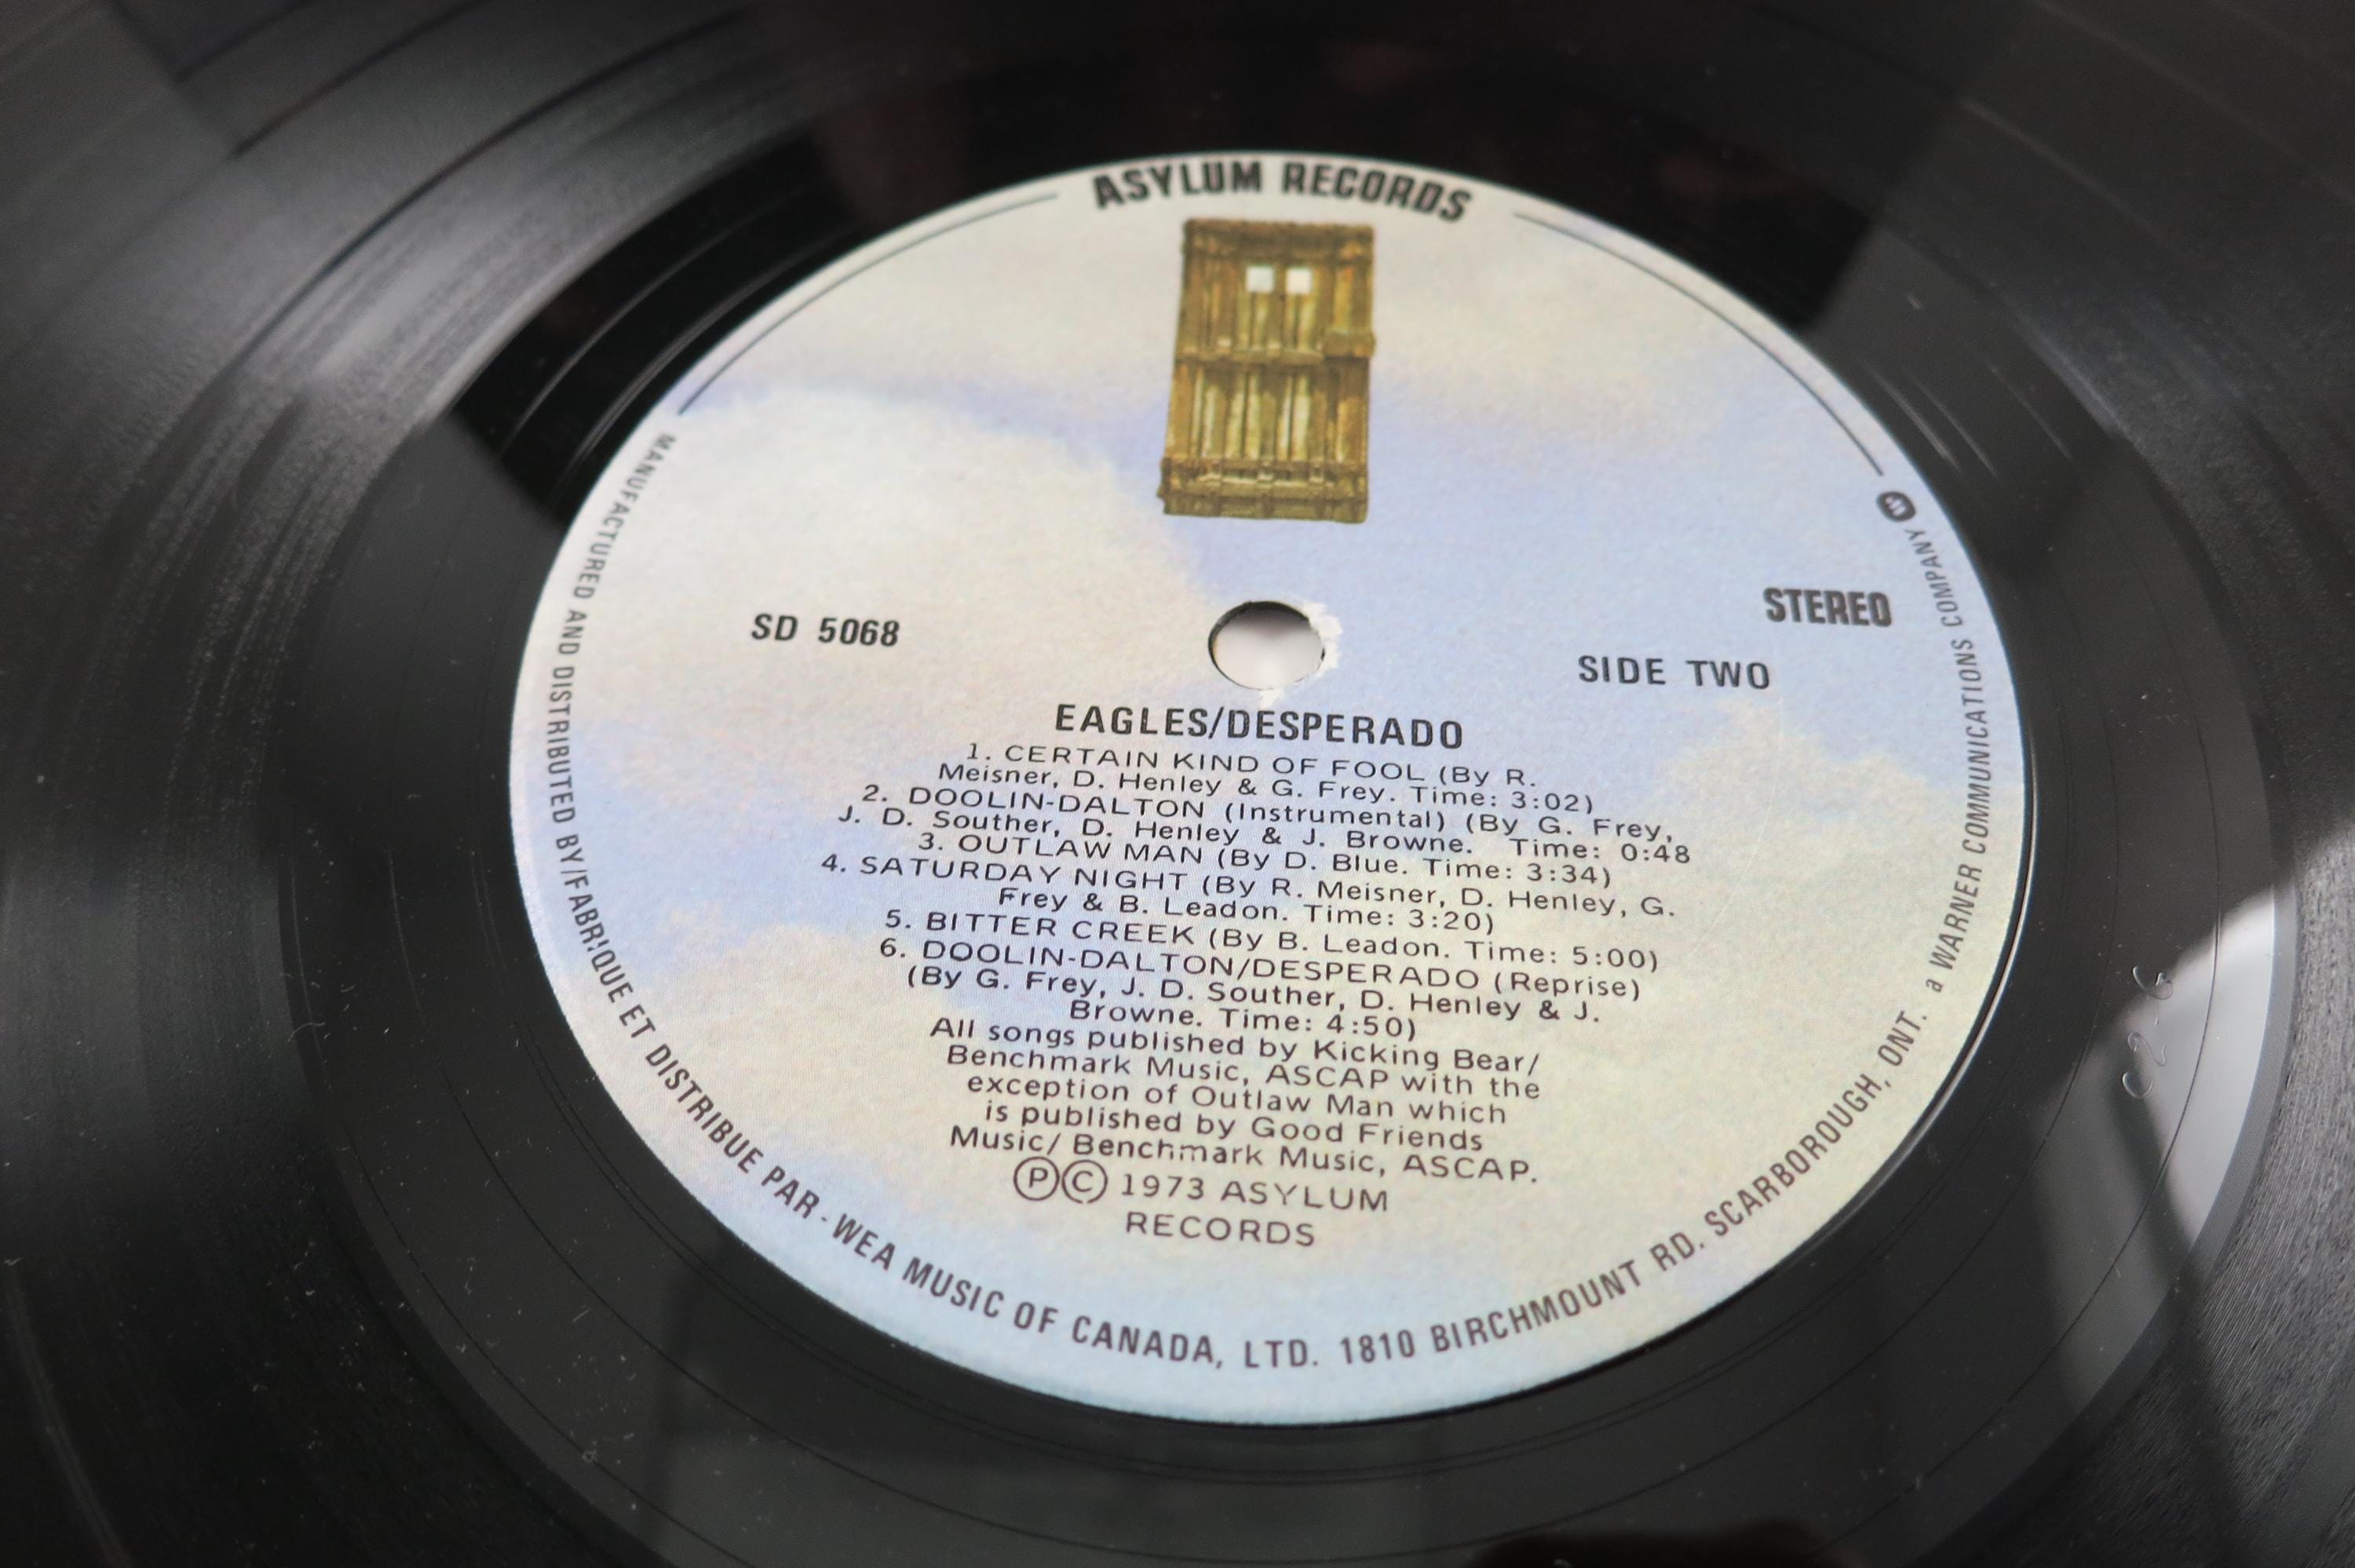 ASYLUM RECORDS
SD 5068
STEREO
SIDE TWO
EAGLES/DESPERADO
1. CERTAIN KIND OF FOOL (By R.
Meisner, D. Henley & G. Frey. Time: 3:02)
2. DOOLIN-DALTON (Instrumental) (By G. Frey,
J. D. Souther, D. Henley & J. Browne. Time: 0:48
3. OUTLAW MAN (By D. Blue. Time: 3:34)
4. SATURDAY NIGHT (By R. Meisner, D. Henley, G.
Frey & B. Leadon. Time: 3:20)
5. BITTER CREEK (By B. Leadon. Time: 5:00)
6. DOOLIN-DALTON/DESPERADO (Reprise)
(By G. Frey, J. D. Souther, D. Henley & J.
Browne. Time: 4:50)
All songs published by Kicking Bear/
Benchmark Music, ASCAP with the
exception of Outlaw Man which
is published by Good Friends
Music/ Benchmark Music, ASCAP.
Ⓟ© 1973 ASYLUM
RECORDS
MANUFACTURED AND DISTRIBUTED BY/FABRIQUE ET DISTRIBUE PAR - WEA MUSIC OF CANADA, LTD. 1810 BIRCHMOUNT RD. SCARBOROUGH, ONT. a WARNER COMMUNICATIONS COMPANY